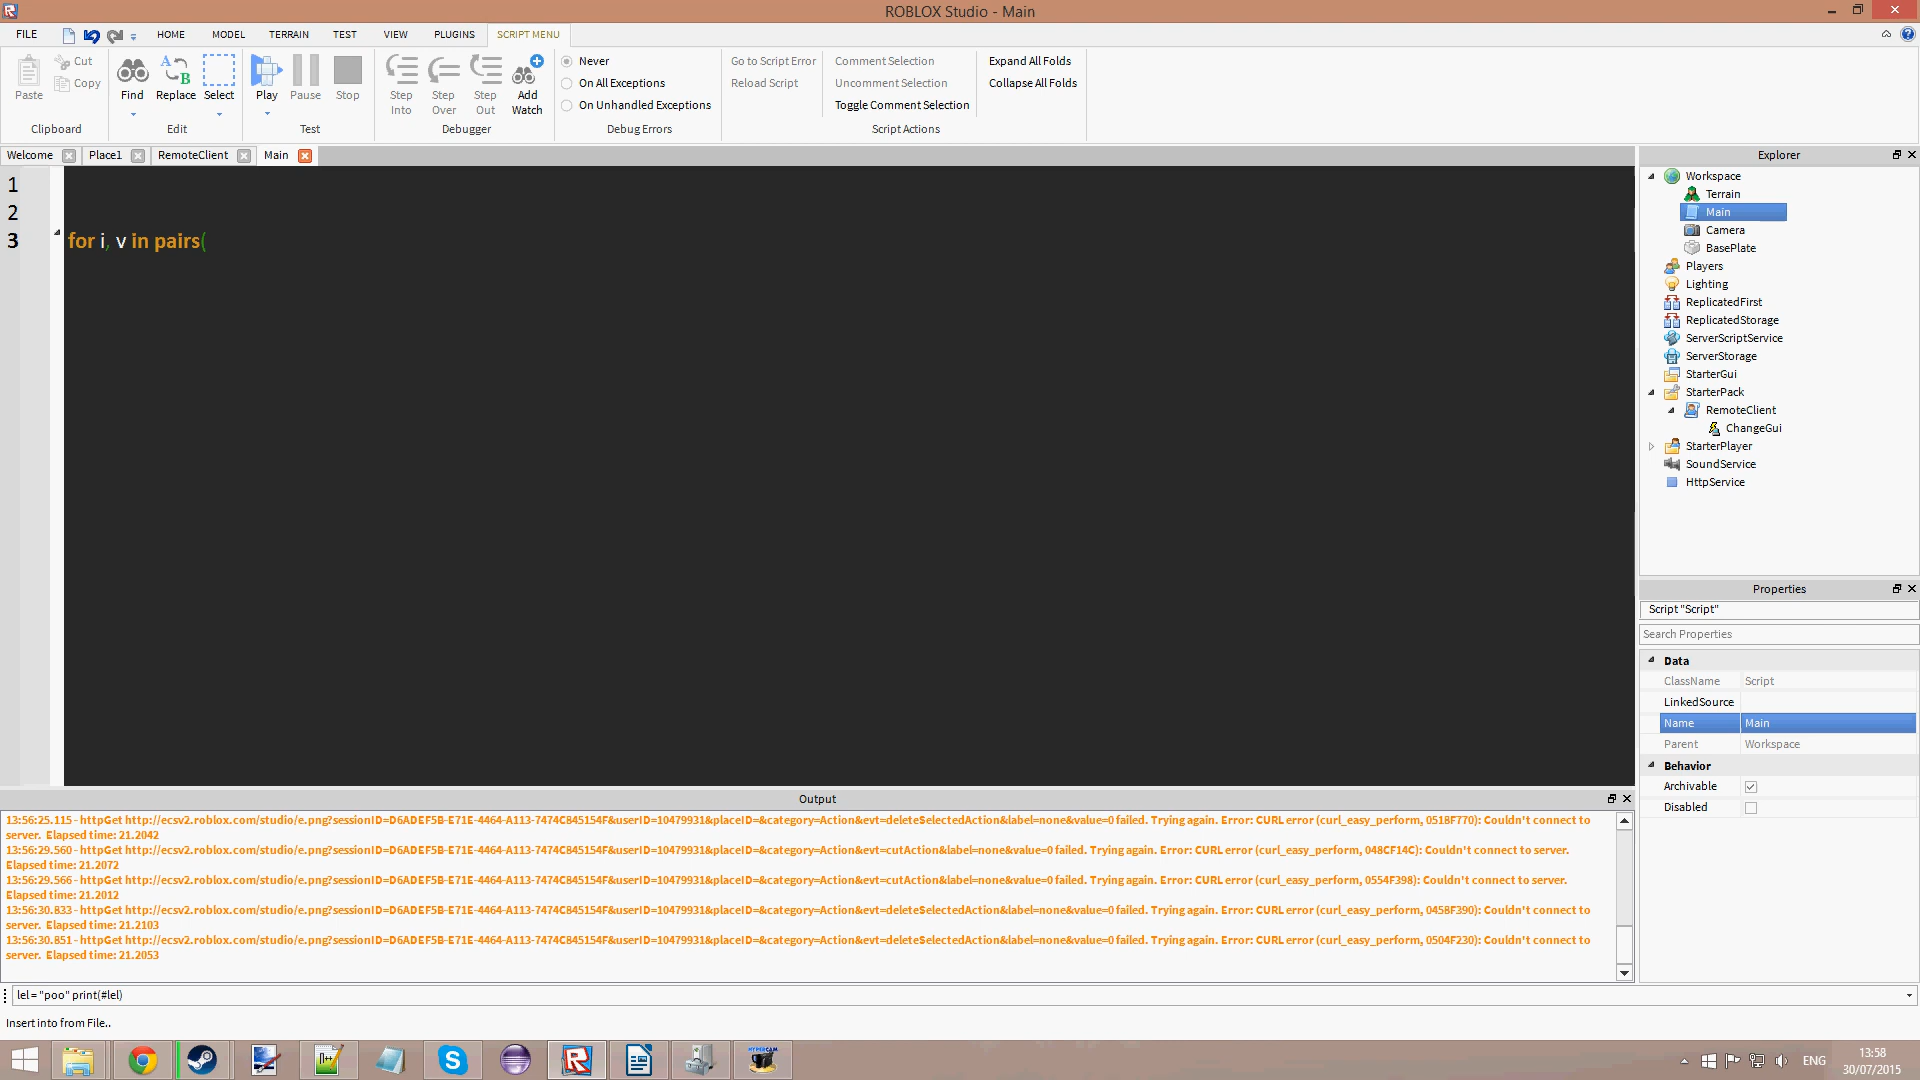 ROBLOX Studio - Main
FILE HOME MODEL TERRAIN TEST VIEW PLUGINS SCRIPT MENU
Paste Cut Copy Find Replace Select Play Pause Stop Step Into Step Over Step Out Add Watch
Never
On All Exceptions
On Unhandled Exceptions
Go to Script Error
Reload Script
Comment Selection
Uncomment Selection
Toggle Comment Selection
Expand All Folds
Collapse All Folds
Clipboard Edit Test Debugger Debug Errors Script Actions
Welcome Place1 RemoteClient Main
1
2
3 for i, v in pairs(
Explorer
Workspace
Terrain
Main
Camera
BasePlate
Players
Lighting
ReplicatedFirst
ReplicatedStorage
ServerScriptService
ServerStorage
StarterGui
StarterPack
RemoteClient
ChangeGui
StarterPlayer
SoundService
HttpService
Properties
Script "Script"
Search Properties
Data
ClassName Script
LinkedSource
Name Main
Parent Workspace
Behavior
Archivable
Disabled
Output
13:56:25.115 - httpGet http://ecsv2.roblox.com/studio/e.png?sessionID=D6ADEF5B-E71E-4464-A113-7474C845154F&userID=10479931&placeID=&category=Action&evt=deleteSelectedAction&label=none&value=0 failed. Trying again. Error: CURL error (curl_easy_perform, 0518F770): Couldn't connect to
server. Elapsed time: 21.2042
13:56:29.560 - httpGet http://ecsv2.roblox.com/studio/e.png?sessionID=D6ADEF5B-E71E-4464-A113-7474C845154F&userID=10479931&placeID=&category=Action&evt=cutAction&label=none&value=0 failed. Trying again. Error: CURL error (curl_easy_perform, 048CF14C): Couldn't connect to server.
Elapsed time: 21.2072
13:56:29.566 - httpGet http://ecsv2.roblox.com/studio/e.png?sessionID=D6ADEF5B-E71E-4464-A113-7474C845154F&userID=10479931&placeID=&category=Action&evt=cutAction&label=none&value=0 failed. Trying again. Error: CURL error (curl_easy_perform, 0554F398): Couldn't connect to server.
Elapsed time: 21.2012
13:56:30.833 - httpGet http://ecsv2.roblox.com/studio/e.png?sessionID=D6ADEF5B-E71E-4464-A113-7474C845154F&userID=10479931&placeID=&category=Action&evt=deleteSelectedAction&label=none&value=0 failed. Trying again. Error: CURL error (curl_easy_perform, 0458F390): Couldn't connect to
server. Elapsed time: 21.2103
13:56:30.851 - httpGet http://ecsv2.roblox.com/studio/e.png?sessionID=D6ADEF5B-E71E-4464-A113-7474C845154F&userID=10479931&placeID=&category=Action&evt=deleteSelectedAction&label=none&value=0 failed. Trying again. Error: CURL error (curl_easy_perform, 0504F230): Couldn't connect to
server. Elapsed time: 21.2053
lel = "poo" print(#lel)
Insert into from File..
HYPERCAM
ENG
13:58
30/07/2015